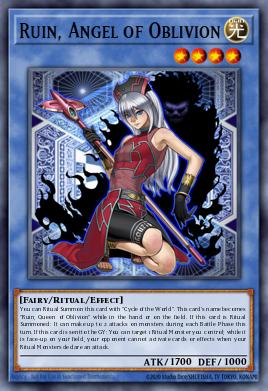 Ruin, Angel of Oblivion
光
[Fairy/Ritual/Effect]
You can Ritual Summon this card with "Cycle of the World". This card's name becomes
"Ruin, Queen of Oblivion" while in the hand or on the field. If this card is Ritual
Summoned: It can make up to 2 attacks on monsters during each Battle Phase this
turn. If this card is sent to the GY: You can target 1 Ritual Monster you control; while it
is face-up on your field, your opponent cannot activate cards or effects when your
Ritual Monsters declare an attack.
ATK/1700 DEF/1000